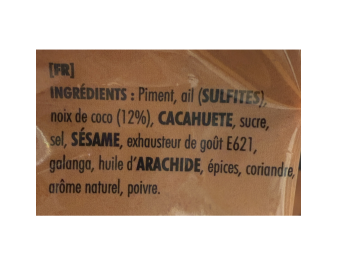 [FR]
INGRÉDIENTS : Piment, ail (SULFITES),
noix de coco (12%), CACAHUETE, sucre,
sel, SÉSAME, exhausteur de goût E621,
galanga, huile d'ARACHIDE, épices, coriandre,
arôme naturel, poivre.